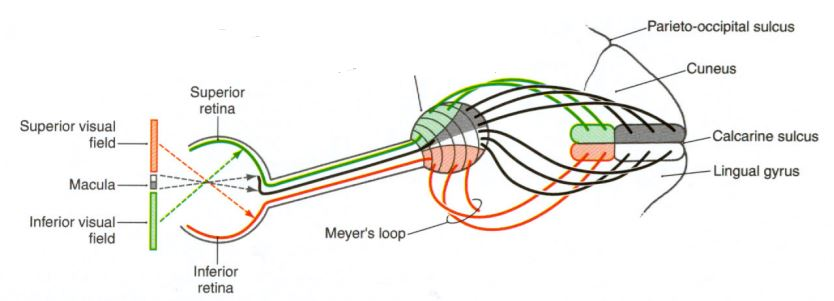 Parieto-occipital sulcus
Cuneus
Superior
retina
Superior visual
field
Macula
Calcarine sulcus
Lingual gyrus
Inferior visual
field
Meyer's loop
Inferior
retina